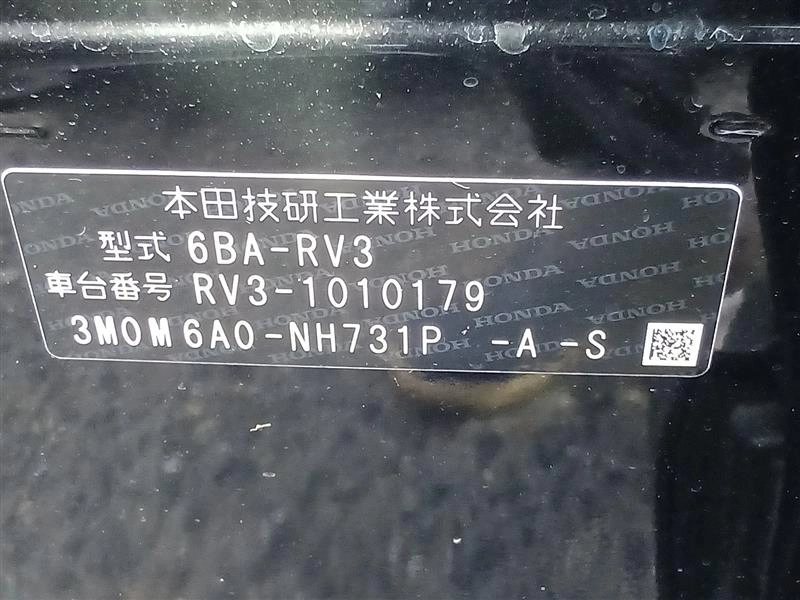 本田技研工業株式会社
型式 6BA-RV3
車台番号 RV3-1010179
3M0M6A0-NH731P -A-S